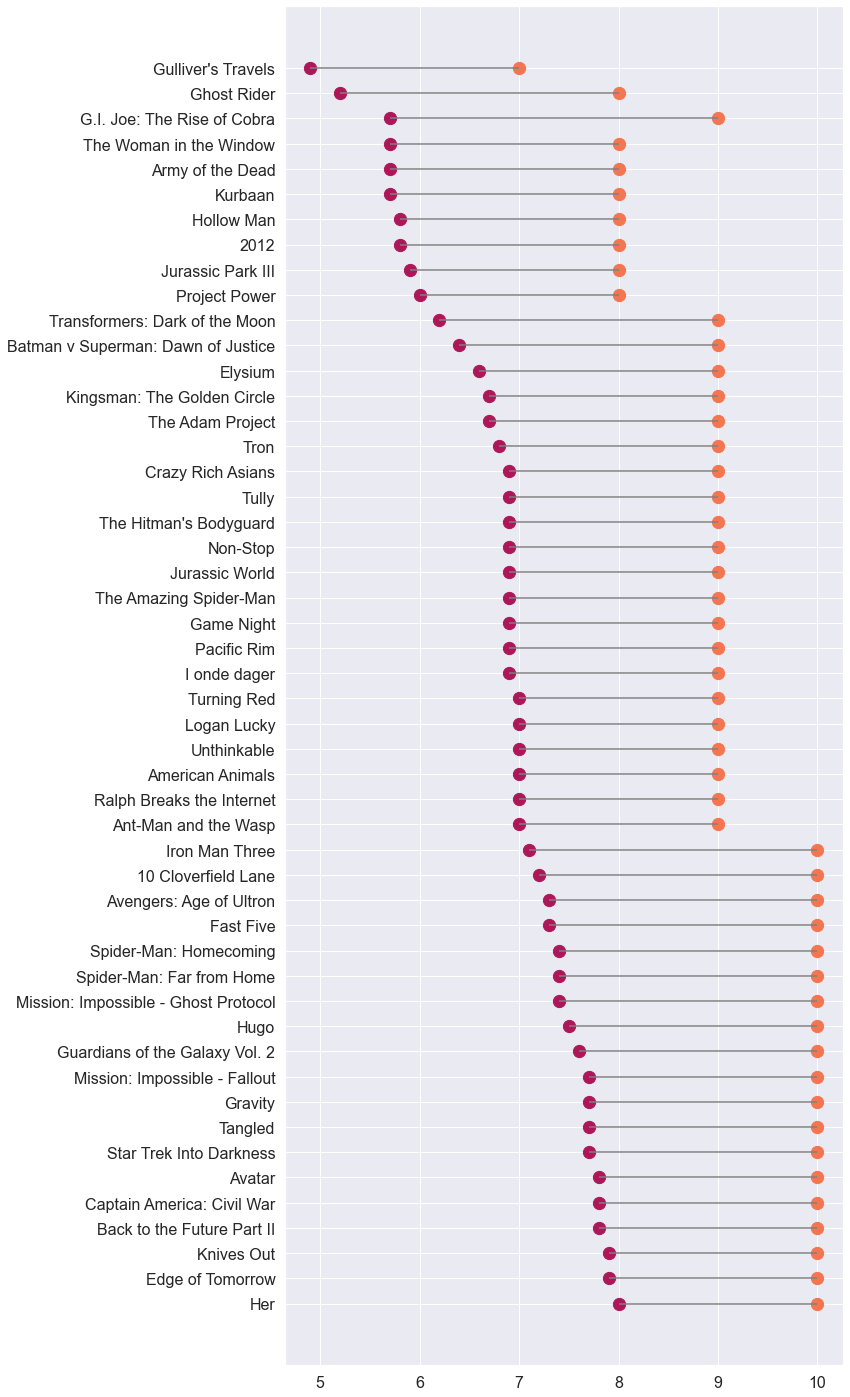 Gulliver's Travels
Ghost Rider
G.I. Joe: The Rise of Cobra
The Woman in the Window
Army of the Dead
Kurbaan
Hollow Man
2012
Jurassic Park III
Project Power
Transformers: Dark of the Moon
Batman v Superman: Dawn of Justice
Elysium
Kingsman: The Golden Circle
The Adam Project
Tron
Crazy Rich Asians
Tully
The Hitman's Bodyguard
Non-Stop
Jurassic World
The Amazing Spider-Man
Game Night
Pacific Rim
I onde dager
Turning Red
Logan Lucky
Unthinkable
American Animals
Ralph Breaks the Internet
Ant-Man and the Wasp
Iron Man Three
10 Cloverfield Lane
Avengers: Age of Ultron
Fast Five
Spider-Man: Homecoming
Spider-Man: Far from Home
Mission: Impossible - Ghost Protocol
Hugo
Guardians of the Galaxy Vol. 2
Mission: Impossible - Fallout
Gravity
Tangled
Star Trek Into Darkness
Avatar
Captain America: Civil War
Back to the Future Part II
Knives Out
Edge of Tomorrow
Her
5 6 7 8 9 10